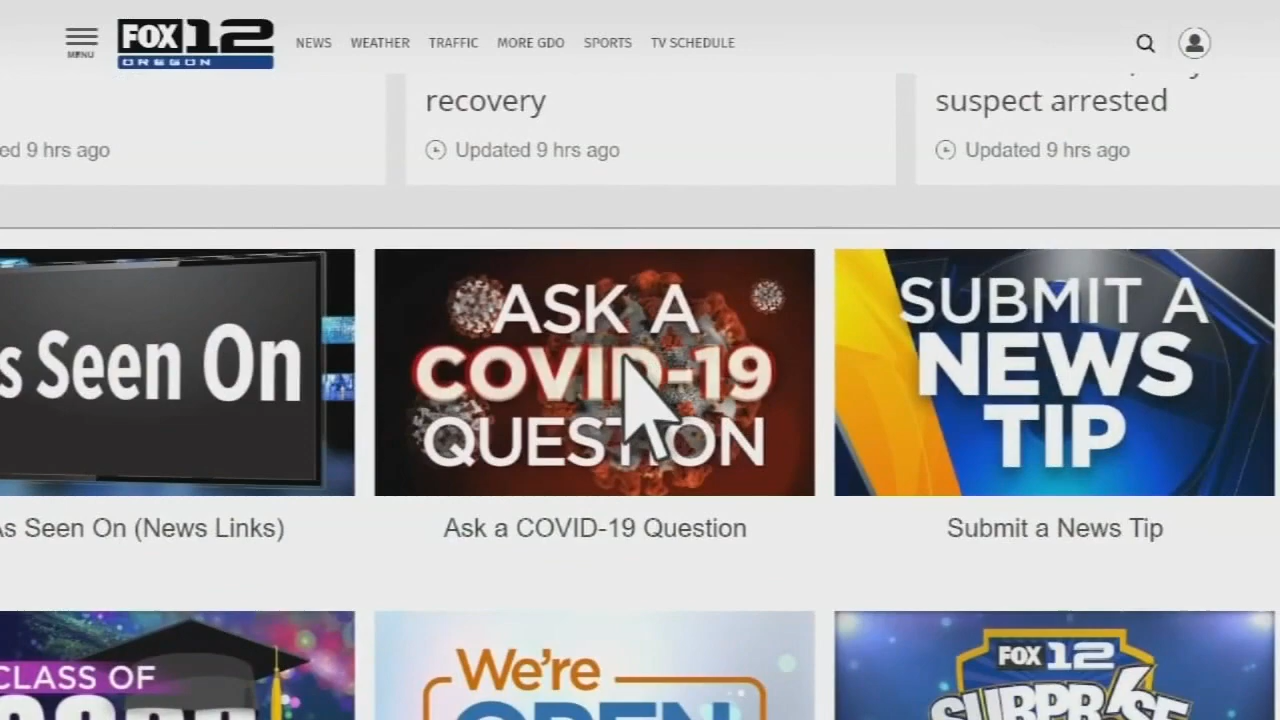 MENU
FOX 12
OREGON
NEWS WEATHER TRAFFIC MORE GDO SPORTS TV SCHEDULE
recovery
suspect arrested
9 hrs ago
Updated 9 hrs ago
Updated 9 hrs ago
Seen On
ASK A
COVID-19
QUESTION
SUBMIT A
NEWS
TIP
As Seen On (News Links)
Ask a COVID-19 Question
Submit a News Tip
CLASS OF
We're
OPEN
FOX 12
SURPRISE